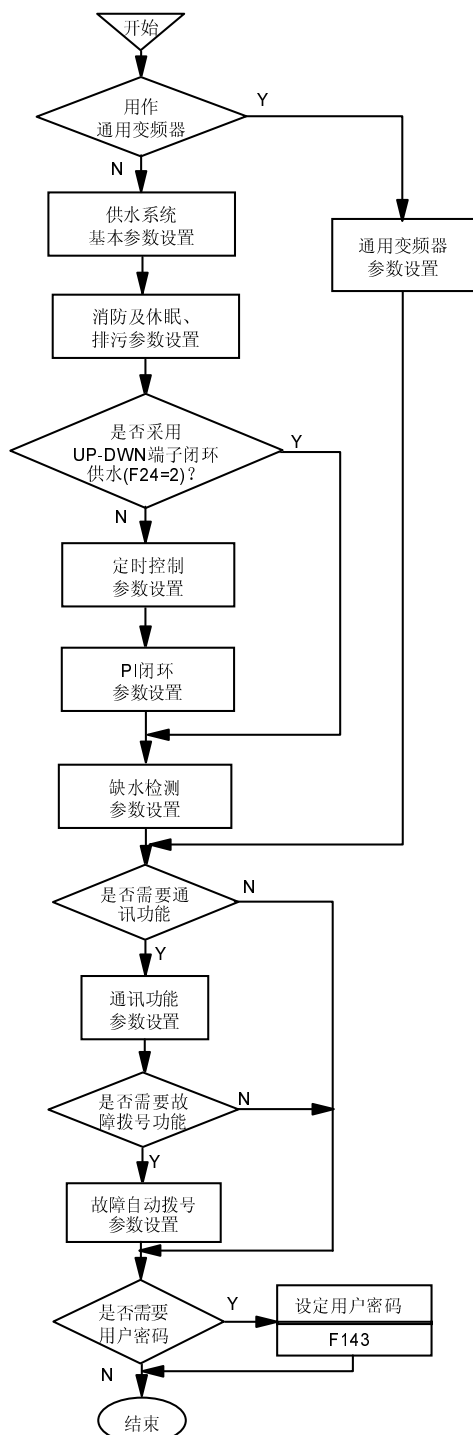 开始
用作
通用变频器
Y
N
供水系统
基本参数设置
通用变频器
参数设置
消防及休眠、
排污参数设置
是否采用
UP-DWN端子闭环
供水(F24=2)?
Y
N
定时控制
参数设置
PI闭环
参数设置
缺水检测
参数设置
是否需要通
讯功能
N
Y
通讯功能
参数设置
是否需要故
障拨号功能
N
Y
故障自动拨号
参数设置
是否需要
用户密码
Y
设定用户密码
F143
N
结束